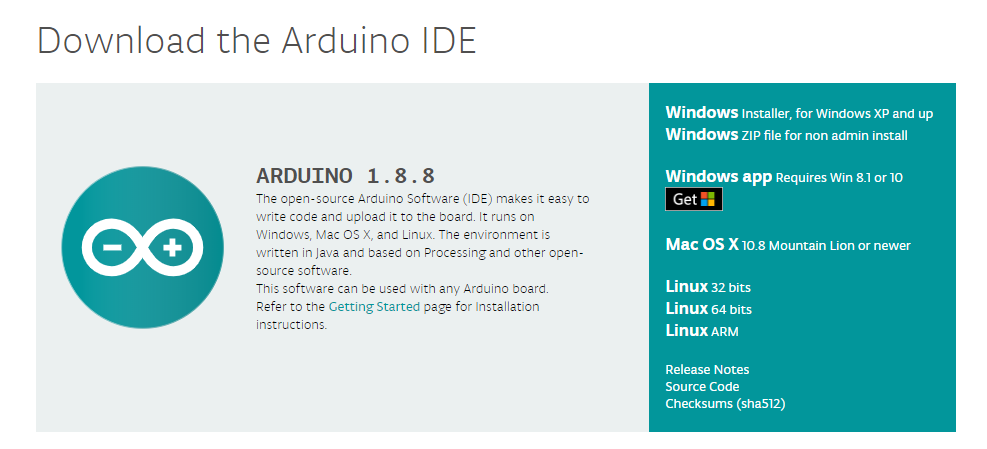 Download the Arduino IDE
ARDUINO 1.8.8
The open-source Arduino Software (IDE) makes it easy to
write code and upload it to the board. It runs on
Windows, Mac OS X, and Linux. The environment is
written in Java and based on Processing and other open-
source software.
This software can be used with any Arduino board.
Refer to the Getting Started page for Installation
instructions.
Windows Installer, for Windows XP and up
Windows ZIP file for non admin install
Windows app Requires Win 8.1 or 10
Get
Mac OS X 10.8 Mountain Lion or newer
Linux 32 bits
Linux 64 bits
Linux ARM
Release Notes
Source Code
Checksums (sha512)